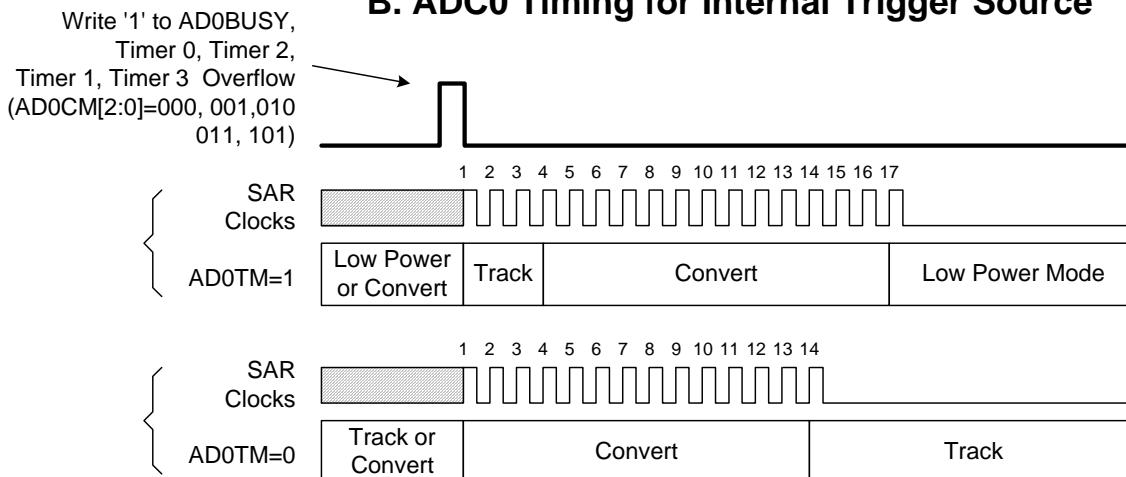 B. ADC0 Timing for Internal Trigger Source
Write '1' to AD0BUSY,
Timer 0, Timer 2,
Timer 1, Timer 3 Overflow
(AD0CM[2:0]=000, 001,010
011, 101)
1 2 3 4 5 6 7 8 9 10 11 12 13 14 15 16 17
SAR
Clocks
AD0TM=1
Low Power
or Convert
Track
Convert
Low Power Mode
1 2 3 4 5 6 7 8 9 10 11 12 13 14
SAR
Clocks
AD0TM=0
Track or
Convert
Convert
Track